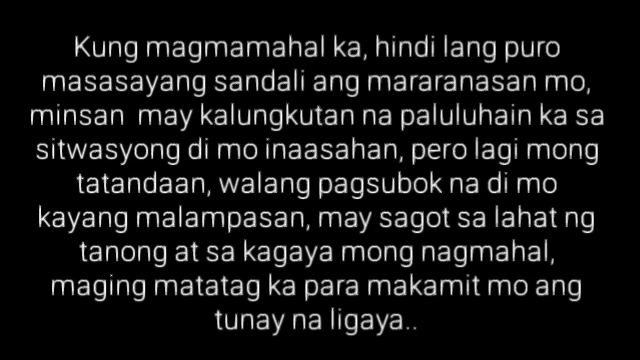 Kung magmamahal ka, hindi lang puro
masasayang sandali ang mararanasan mo,
minsan  may kalungkutan na paluluhain ka sa
sitwasyong di mo inaasahan, pero lagi mong
tatandaan, walang pagsubok na di mo
kayang malampasan, may sagot sa lahat ng
tanong at sa kagaya mong nagmahal,
maging matatag ka para makamit mo ang
tunay na ligaya..